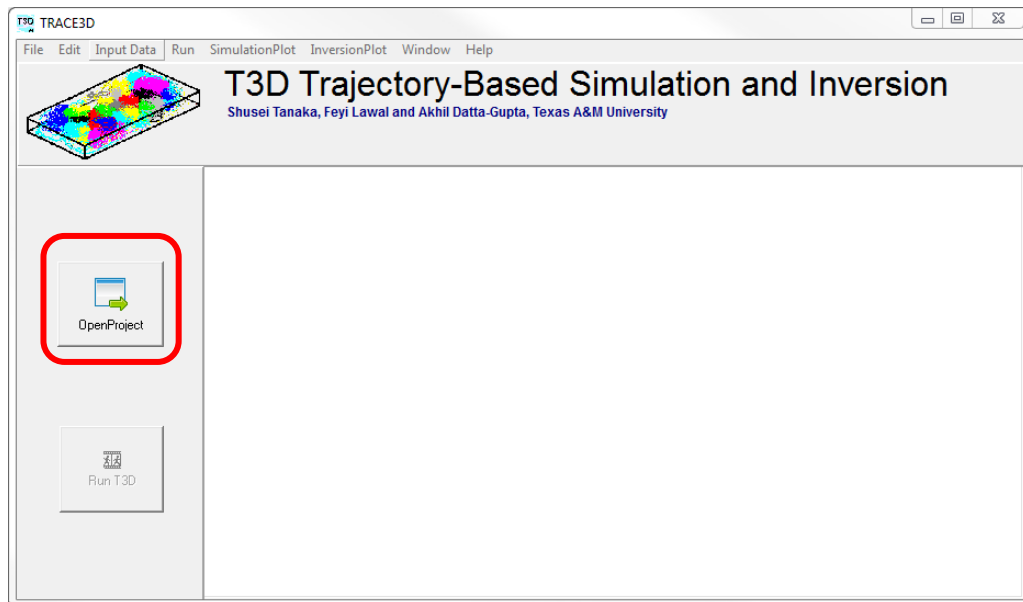 TRACE3D
File Edit Input Data Run SimulationPlot InversionPlot Window Help
T3D Trajectory-Based Simulation and Inversion
Shusei Tanaka, Feyi Lawal and Akhil Datta-Gupta, Texas A&M University
OpenProject
Run T3D